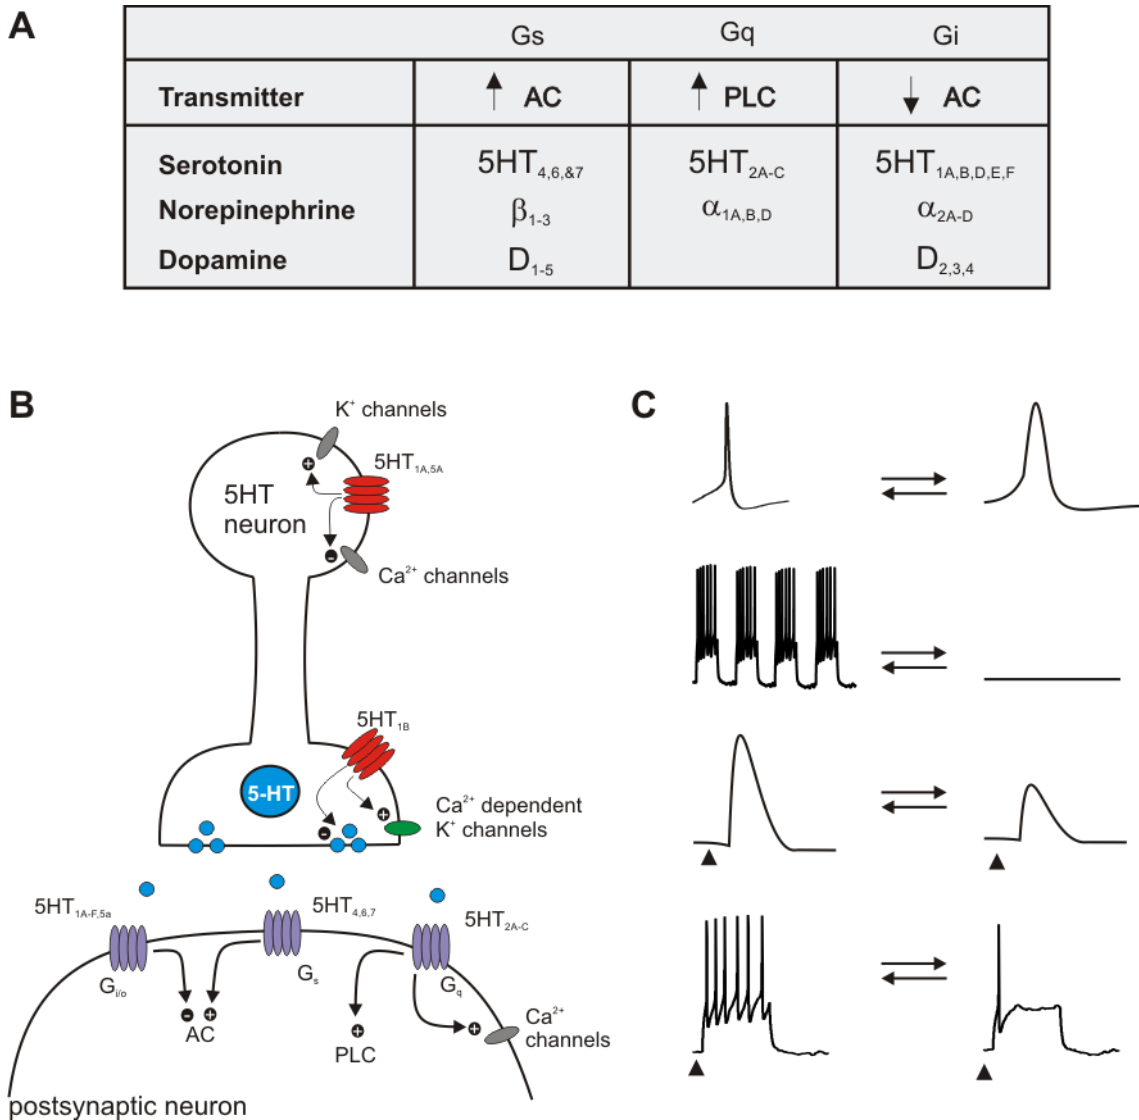 A
Gs Gq Gi
Transmitter ↑ AC ↑ PLC ↓ AC
Serotonin 5HT4,6,&7 5HT2A-C 5HT1A,B,D,E,F
Norepinephrine β1-3 α1A,B,D α2A-D
Dopamine D1-5 D2,3,4
B
K+ channels
+
5HT1A,5A
5HT
neuron
-
Ca2+ channels
5HT1B
5-HT
+
-
Ca2+ dependent
K+ channels
5HT1A-F,5a
5HT4,6,7
5HT2A-C
Gi/o
Gs
Gq
- +
AC
+
PLC
+
Ca2+
channels
postsynaptic neuron
C